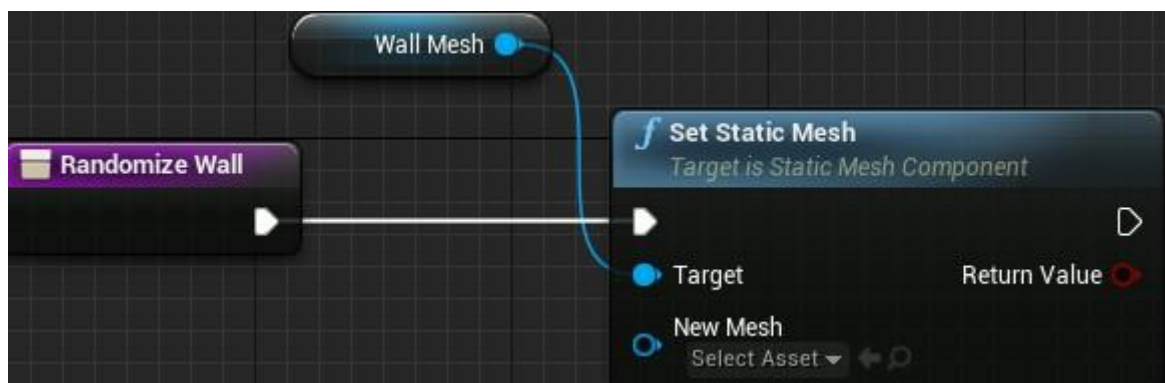 Wall Mesh
Set Static Mesh
Target is Static Mesh Component
Randomize Wall
Target
Return Value
New Mesh
Select Asset